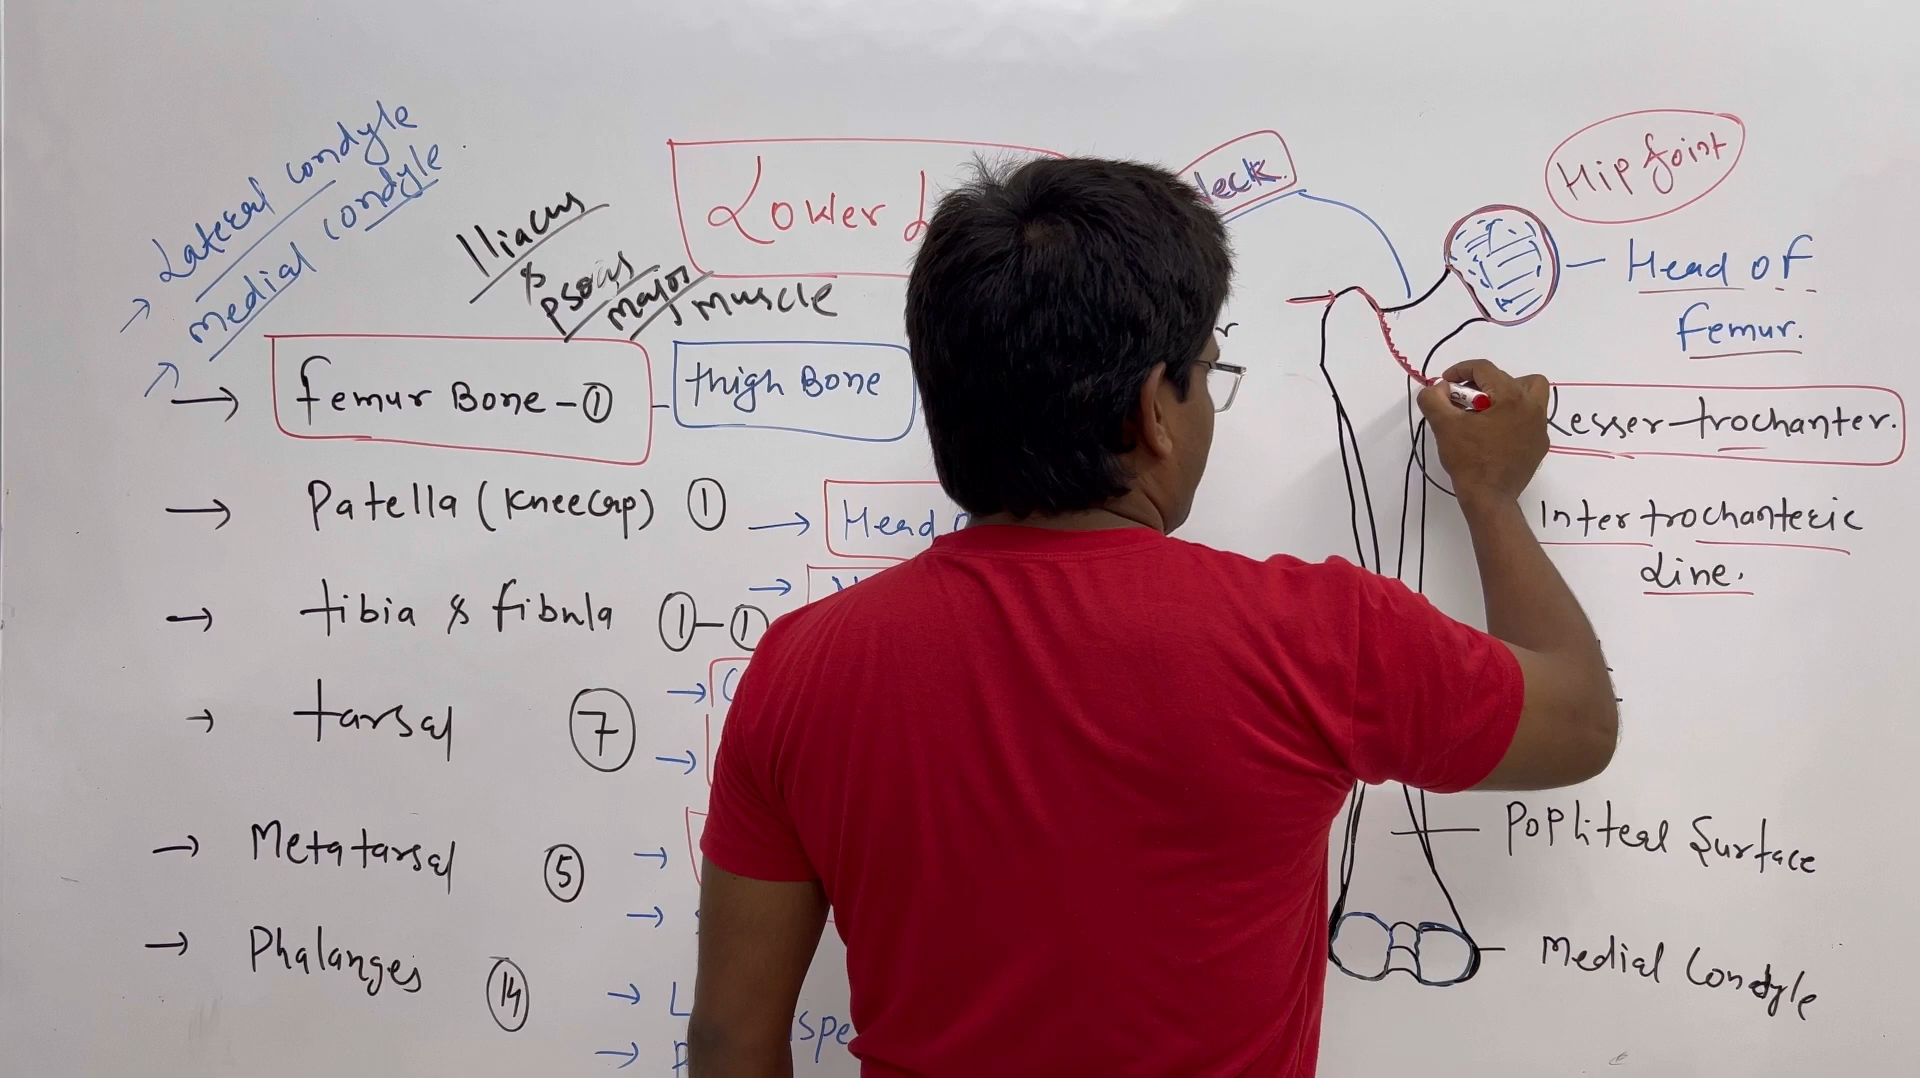 Lateral condyle
medial condyle
Iliacus
&
psoas
major muscle
Lower
Neck.
Hip Joint
Head of
femur.
femur Bone - ①
thigh Bone
Lesser-trochanter.
Patella (kneecap) ①
Head
Intertrochanteric
Line.
tibia & fibula ①-①
tarsal ⑦
Metatarsal ⑤
Popliteal Surface
Phalanges ⑭
Medial Condyle